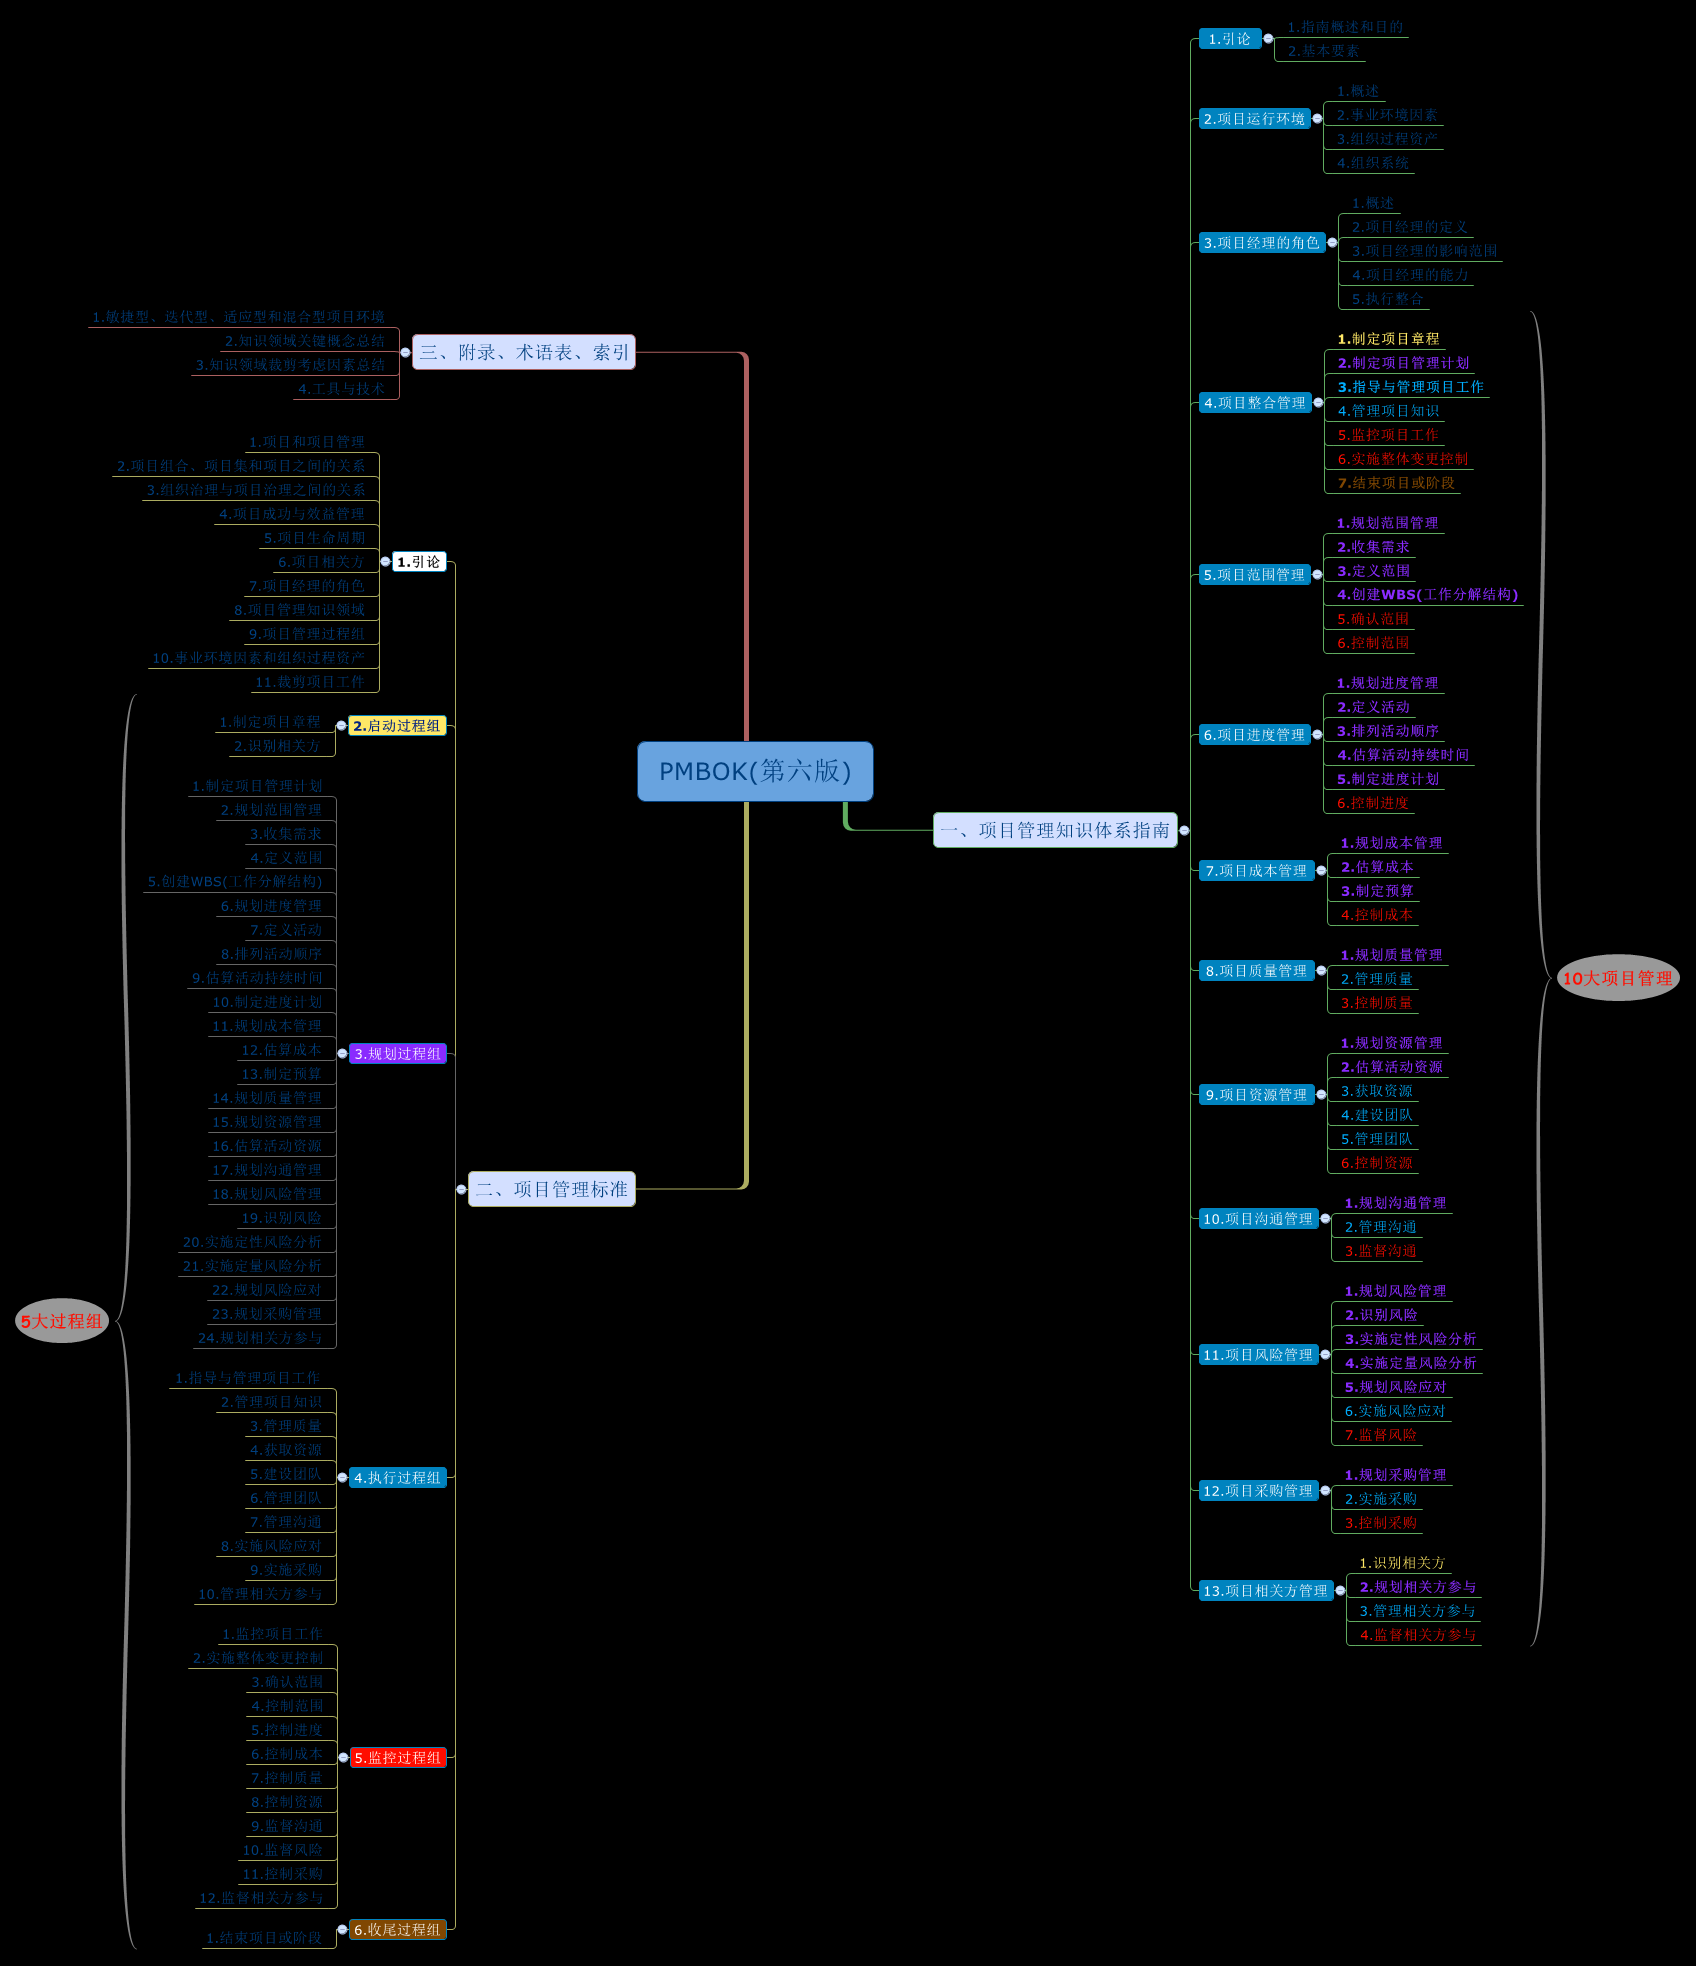 PMBOK(第六版)
一、项目管理知识体系指南
1.引论
1.指南概述和目的
2.基本要素
2.项目运行环境
1.概述
2.事业环境因素
3.组织过程资产
4.组织系统
3.项目经理的角色
1.概述
2.项目经理的定义
3.项目经理的影响范围
4.项目经理的能力
5.执行整合
4.项目整合管理
1.制定项目章程
2.制定项目管理计划
3.指导与管理项目工作
4.管理项目知识
5.监控项目工作
6.实施整体变更控制
7.结束项目或阶段
5.项目范围管理
1.规划范围管理
2.收集需求
3.定义范围
4.创建WBS(工作分解结构)
5.确认范围
6.控制范围
6.项目进度管理
1.规划进度管理
2.定义活动
3.排列活动顺序
4.估算活动持续时间
5.制定进度计划
6.控制进度
7.项目成本管理
1.规划成本管理
2.估算成本
3.制定预算
4.控制成本
8.项目质量管理
1.规划质量管理
2.管理质量
3.控制质量
9.项目资源管理
1.规划资源管理
2.估算活动资源
3.获取资源
4.建设团队
5.管理团队
6.控制资源
10.项目沟通管理
1.规划沟通管理
2.管理沟通
3.监督沟通
11.项目风险管理
1.规划风险管理
2.识别风险
3.实施定性风险分析
4.实施定量风险分析
5.规划风险应对
6.实施风险应对
7.监督风险
12.项目采购管理
1.规划采购管理
2.实施采购
3.控制采购
13.项目相关方管理
1.识别相关方
2.规划相关方参与
3.管理相关方参与
4.监督相关方参与
10大项目管理
三、附录、术语表、索引
1.敏捷型、迭代型、适应型和混合型项目环境
2.知识领域关键概念总结
3.知识领域裁剪考虑因素总结
4.工具与技术
二、项目管理标准
1.引论
1.项目和项目管理
2.项目组合、项目集和项目之间的关系
3.组织治理与项目治理之间的关系
4.项目成功与效益管理
5.项目生命周期
6.项目相关方
7.项目经理的角色
8.项目管理知识领域
9.项目管理过程组
10.事业环境因素和组织过程资产
11.裁剪项目工件
2.启动过程组
1.制定项目章程
2.识别相关方
3.规划过程组
1.制定项目管理计划
2.规划范围管理
3.收集需求
4.定义范围
5.创建WBS(工作分解结构)
6.规划进度管理
7.定义活动
8.排列活动顺序
9.估算活动持续时间
10.制定进度计划
11.规划成本管理
12.估算成本
13.制定预算
14.规划质量管理
15.规划资源管理
16.估算活动资源
17.规划沟通管理
18.规划风险管理
19.识别风险
20.实施定性风险分析
21.实施定量风险分析
22.规划风险应对
23.规划采购管理
24.规划相关方参与
4.执行过程组
1.指导与管理项目工作
2.管理项目知识
3.管理质量
4.获取资源
5.建设团队
6.管理团队
7.管理沟通
8.实施风险应对
9.实施采购
10.管理相关方参与
5.监控过程组
1.监控项目工作
2.实施整体变更控制
3.确认范围
4.控制范围
5.控制进度
6.控制成本
7.控制质量
8.控制资源
9.监督沟通
10.监督风险
11.控制采购
12.监督相关方参与
6.收尾过程组
1.结束项目或阶段
5大过程组